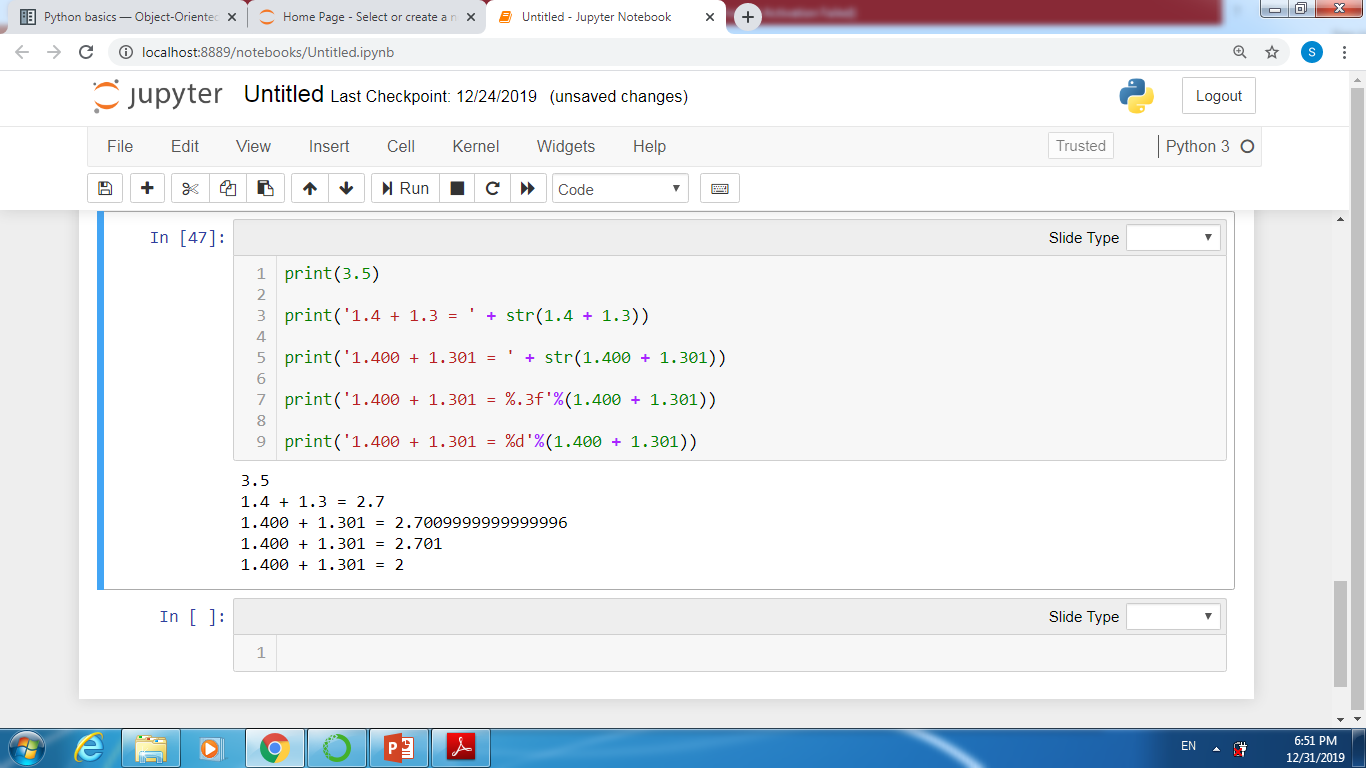 Python basics — Object-Oriente
Home Page - Select or create a n
Untitled - Jupyter Notebook
localhost:8889/notebooks/Untitled.ipynb
S
jupyter Untitled Last Checkpoint: 12/24/2019 (unsaved changes)
Logout
File Edit View Insert Cell Kernel Widgets Help
Trusted
Python 3
Run
Code
In [47]:
Slide Type
1 print(3.5)
2
3 print('1.4 + 1.3 = ' + str(1.4 + 1.3))
4
5 print('1.400 + 1.301 = ' + str(1.400 + 1.301))
6
7 print('1.400 + 1.301 = %.3f'%(1.400 + 1.301))
8
9 print('1.400 + 1.301 = %d'%(1.400 + 1.301))
3.5
1.4 + 1.3 = 2.7
1.400 + 1.301 = 2.7009999999999996
1.400 + 1.301 = 2.701
1.400 + 1.301 = 2
In [ ]:
Slide Type
1
EN
6:51 PM
12/31/2019